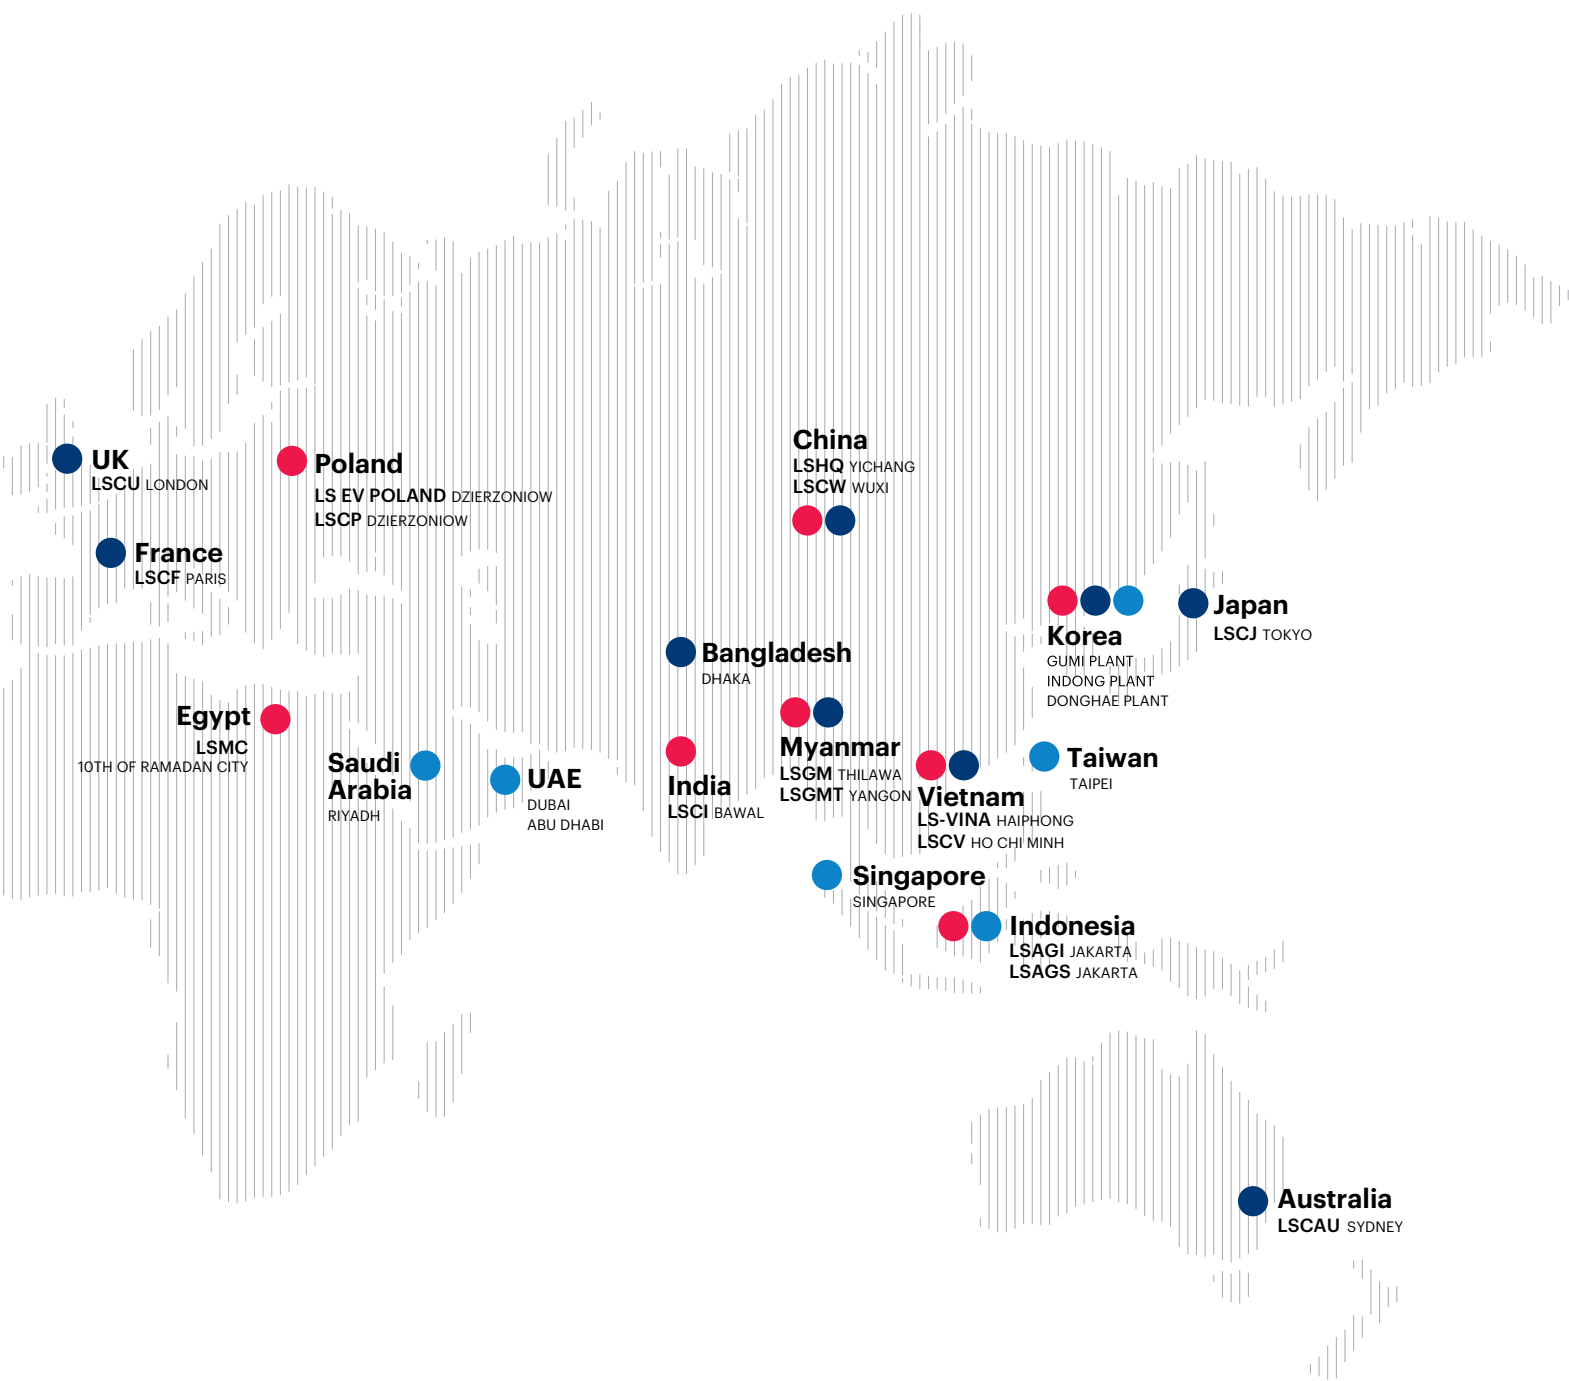 China
LSHQ YICHANG
LSCW WUXI
UK
LSCU LONDON
Poland
LS EV POLAND DZIERZONIOW
LSCP DZIERZONIOW
France
LSCF PARIS
Japan
LSCJ TOKYO
Korea
GUMI PLANT
INDONG PLANT
DONGHAE PLANT
Bangladesh
DHAKA
Egypt
LSMC
10TH OF RAMADAN CITY
Saudi
Arabia
RIYADH
UAE
DUBAI
ABU DHABI
India
LSCI BAWAL
Myanmar
LSGM THILAWA
LSGMT YANGON
Vietnam
LS-VINA HAIPHONG
LSCV HO CHI MINH
Taiwan
TAIPEI
Singapore
SINGAPORE
Indonesia
LSAGI JAKARTA
LSAGS JAKARTA
Australia
LSCAU SYDNEY